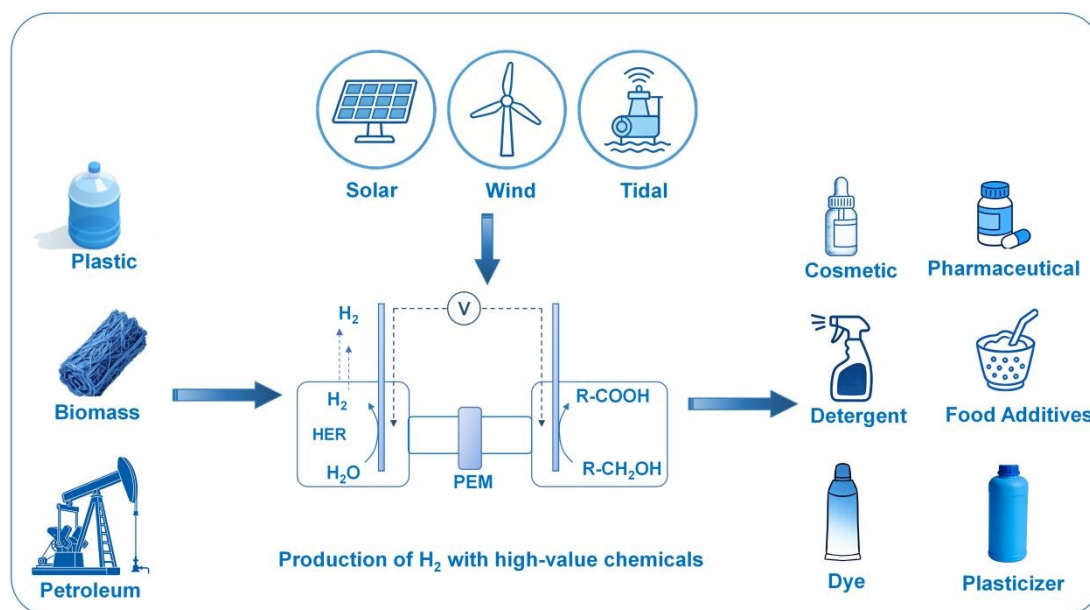 Solar
Wind
Tidal
Plastic
Biomass
Petroleum
V
H₂
H₂
HER
H₂O
PEM
R-COOH
R-CH₂OH
Production of H₂ with high-value chemicals
Cosmetic
Pharmaceutical
Detergent
Food Additives
Dye
Plasticizer